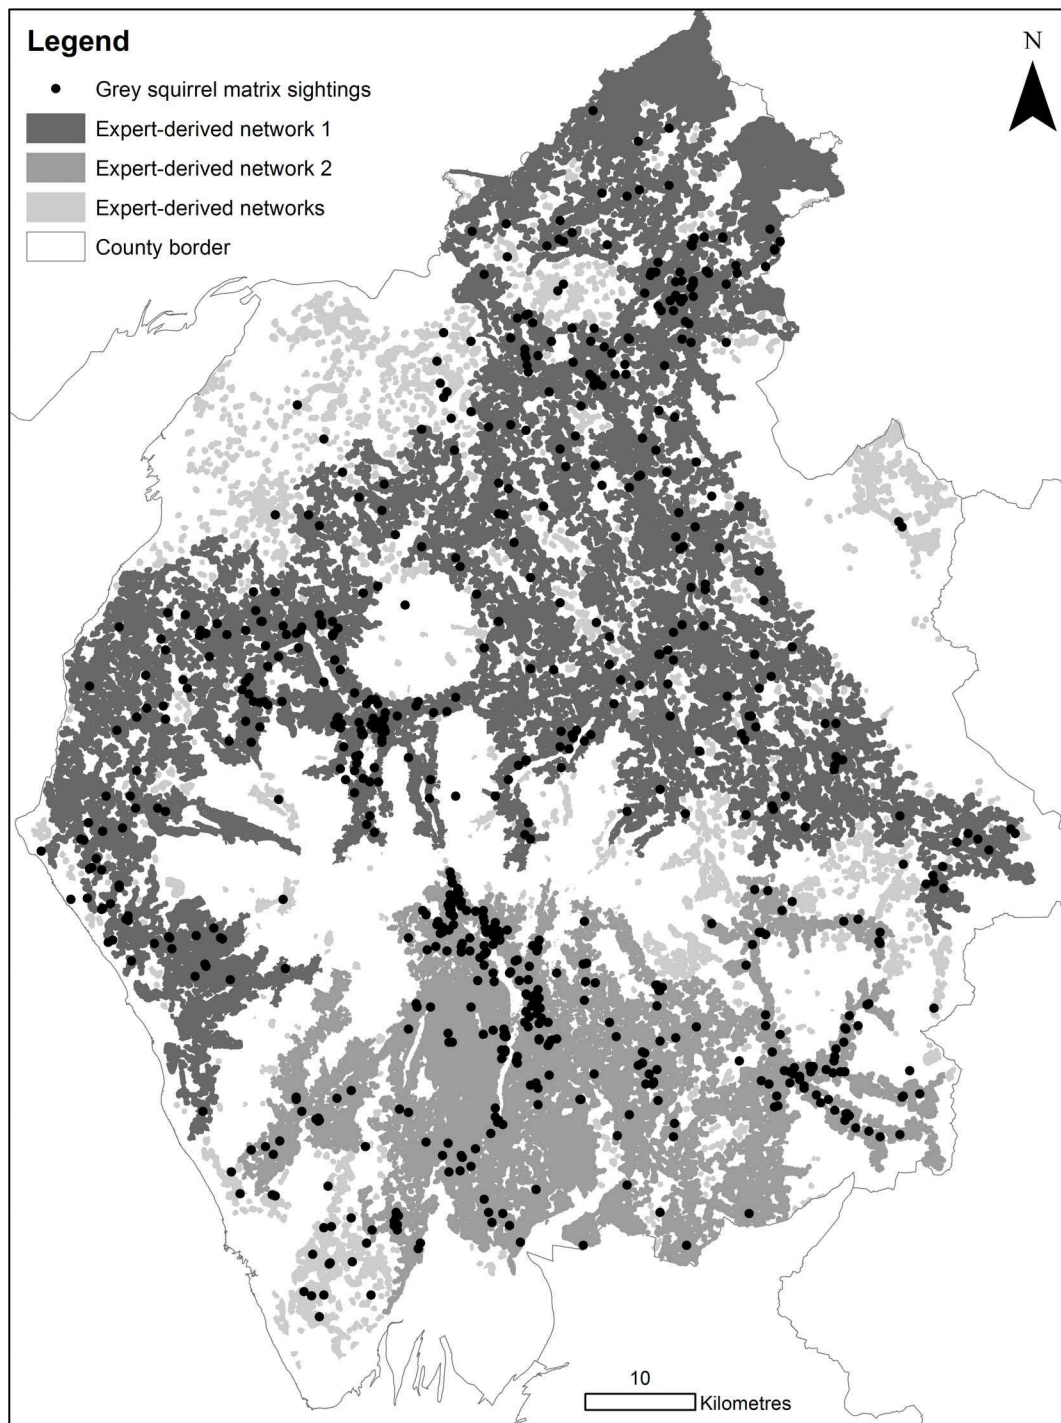 Legend
Grey squirrel matrix sightings
Expert-derived network 1
Expert-derived network 2
Expert-derived networks
County border
N
10
Kilometres